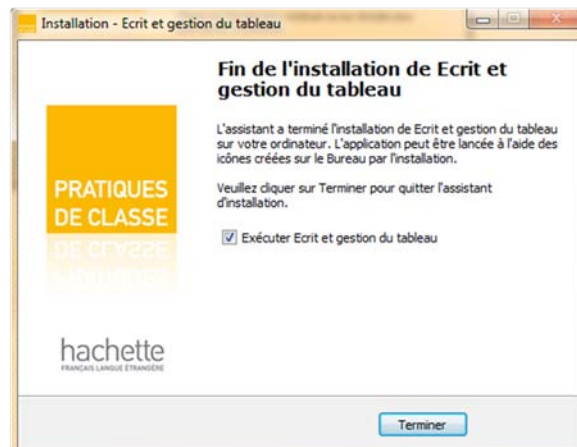 Installation - Ecrit et gestion du tableau
Fin de l'installation de Ecrit et
gestion du tableau
L'assistant a terminé l'installation de Ecrit et gestion du tableau
sur votre ordinateur. L'application peut être lancée à l'aide des
icônes créées sur le Bureau par l'installation.
Veuillez cliquer sur Terminer pour quitter l'assistant
d'installation.
Exécuter Ecrit et gestion du tableau
PRATIQUES
DE CLASSE
hachette
FRANÇAIS LANGUE ÉTRANGÈRE
Terminer